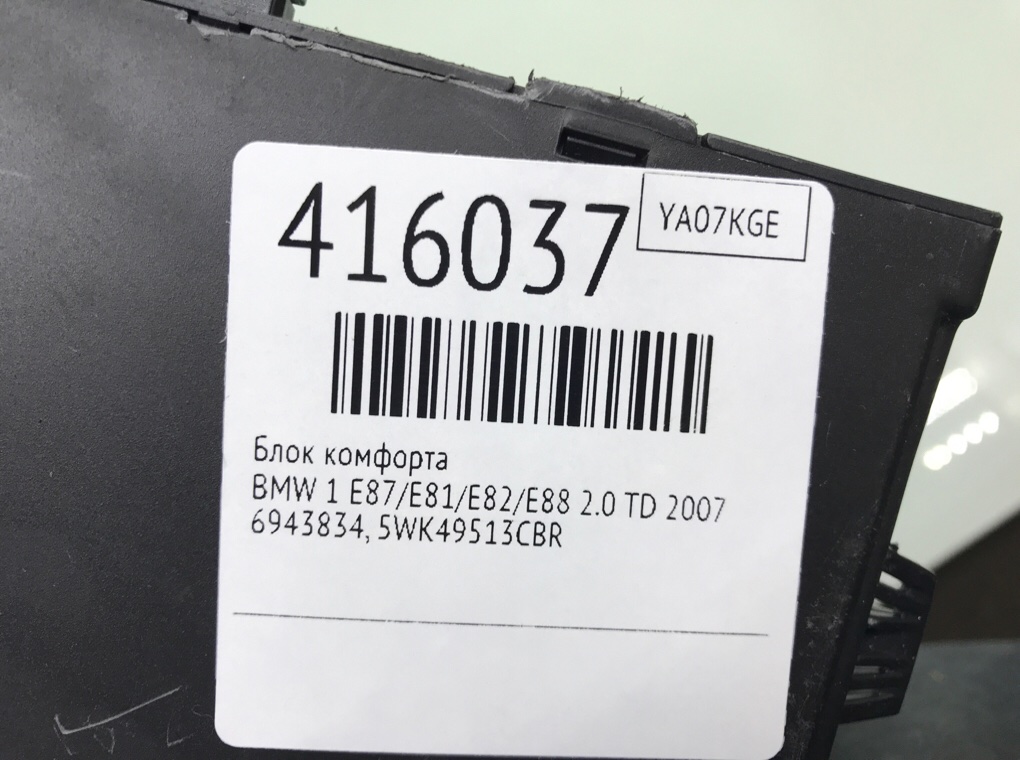 416037
YA07KGE
Блок комфорта
BMW 1 E87/E81/E82/E88 2.0 TD 2007
6943834, 5WK49513CBR